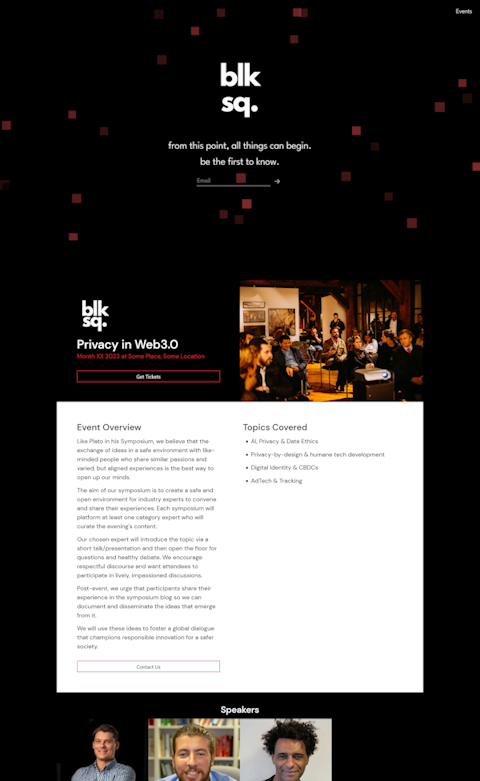 Events
blk
sq.
from this point, all things can begin.
be the first to know.
Email
blk
sq.
Privacy in Web3.0
Month XX 2023 at Some Place, Some Location
Get Tickets
Event Overview
Like Plato in his Symposium, we believe that the
exchange of ideas in a safe environment with like-
minded people who share similar passions and
varied, but aligned experiences is the best way to
open up our minds.
The aim of our symposium is to create a safe and
open environment for industry experts to convene
and share their experiences. Each symposium will
platform at least one category expert who will
curate the evening's content.
Our chosen expert will introduce the topic via a
short talk/presentation and then open the floor for
questions and healthy debate. We encourage
respectful discourse and want attendees to
participate in lively, impassioned discussions.
Post-event, we urge that participants share their
experience in the symposium blog so we can
document and disseminate the ideas that emerge
from it.
We will use these ideas to foster a global dialogue
that champions responsible innovation for a safer
society.
Contact Us
Topics Covered
AI, Privacy & Data Ethics
Privacy-by-design & humane tech development
Digital Identity & CBDCs
AdTech & Tracking
Speakers